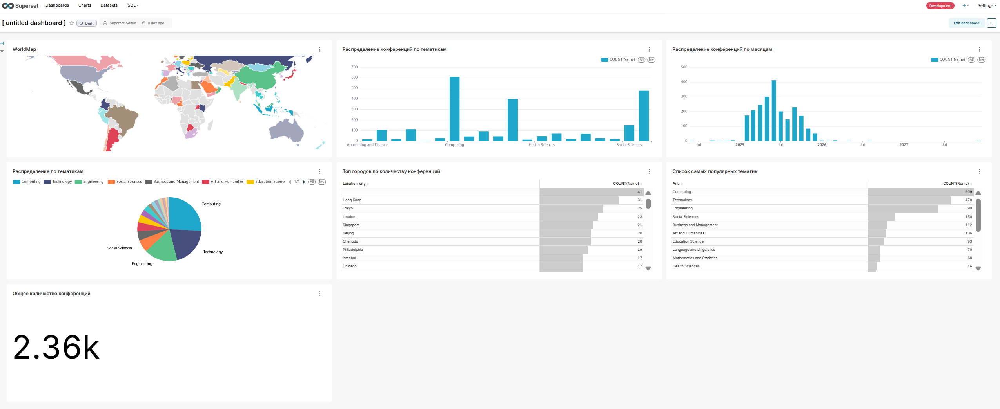 Superset Dashboards Charts Datasets SQL Development + Settings
[ untitled dashboard ] Draft Superset Admin a day ago Edit dashboard ...
WorldMap
Распределение конференций по тематикам
COUNT(Name) All Inv
700
600
500
400
300
200
100
0
Accounting and Finance Computing Health Sciences Social Sciences
Распределение конференций по месяцам
COUNT(Name) All Inv
500
400
300
200
100
0
Jul 2025 Jul 2026 Jul 2027 Jul
Распределение по тематикам
Computing Technology Engineering Social Sciences Business and Management Art and Humanities Education Science 1/4 All Inv
Computing
Social Sciences
Technology
Engineering
Топ городов по количеству конференций
Location_city COUNT(Name)
41
Hong Kong 31
Tokyo 25
London 23
Singapore 21
Beijing 20
Chengdu 20
Philadelphia 19
Istanbul 17
Chicago 17
Список самых популярных тематик
Aria COUNT(Name)
Computing 609
Technology 478
Engineering 399
Social Sciences 150
Business and Management 112
Art and Humanities 106
Education Science 93
Language and Linguistics 70
Mathematics and Statistics 68
Health Sciences 46
Общее количество конференций
2.36k